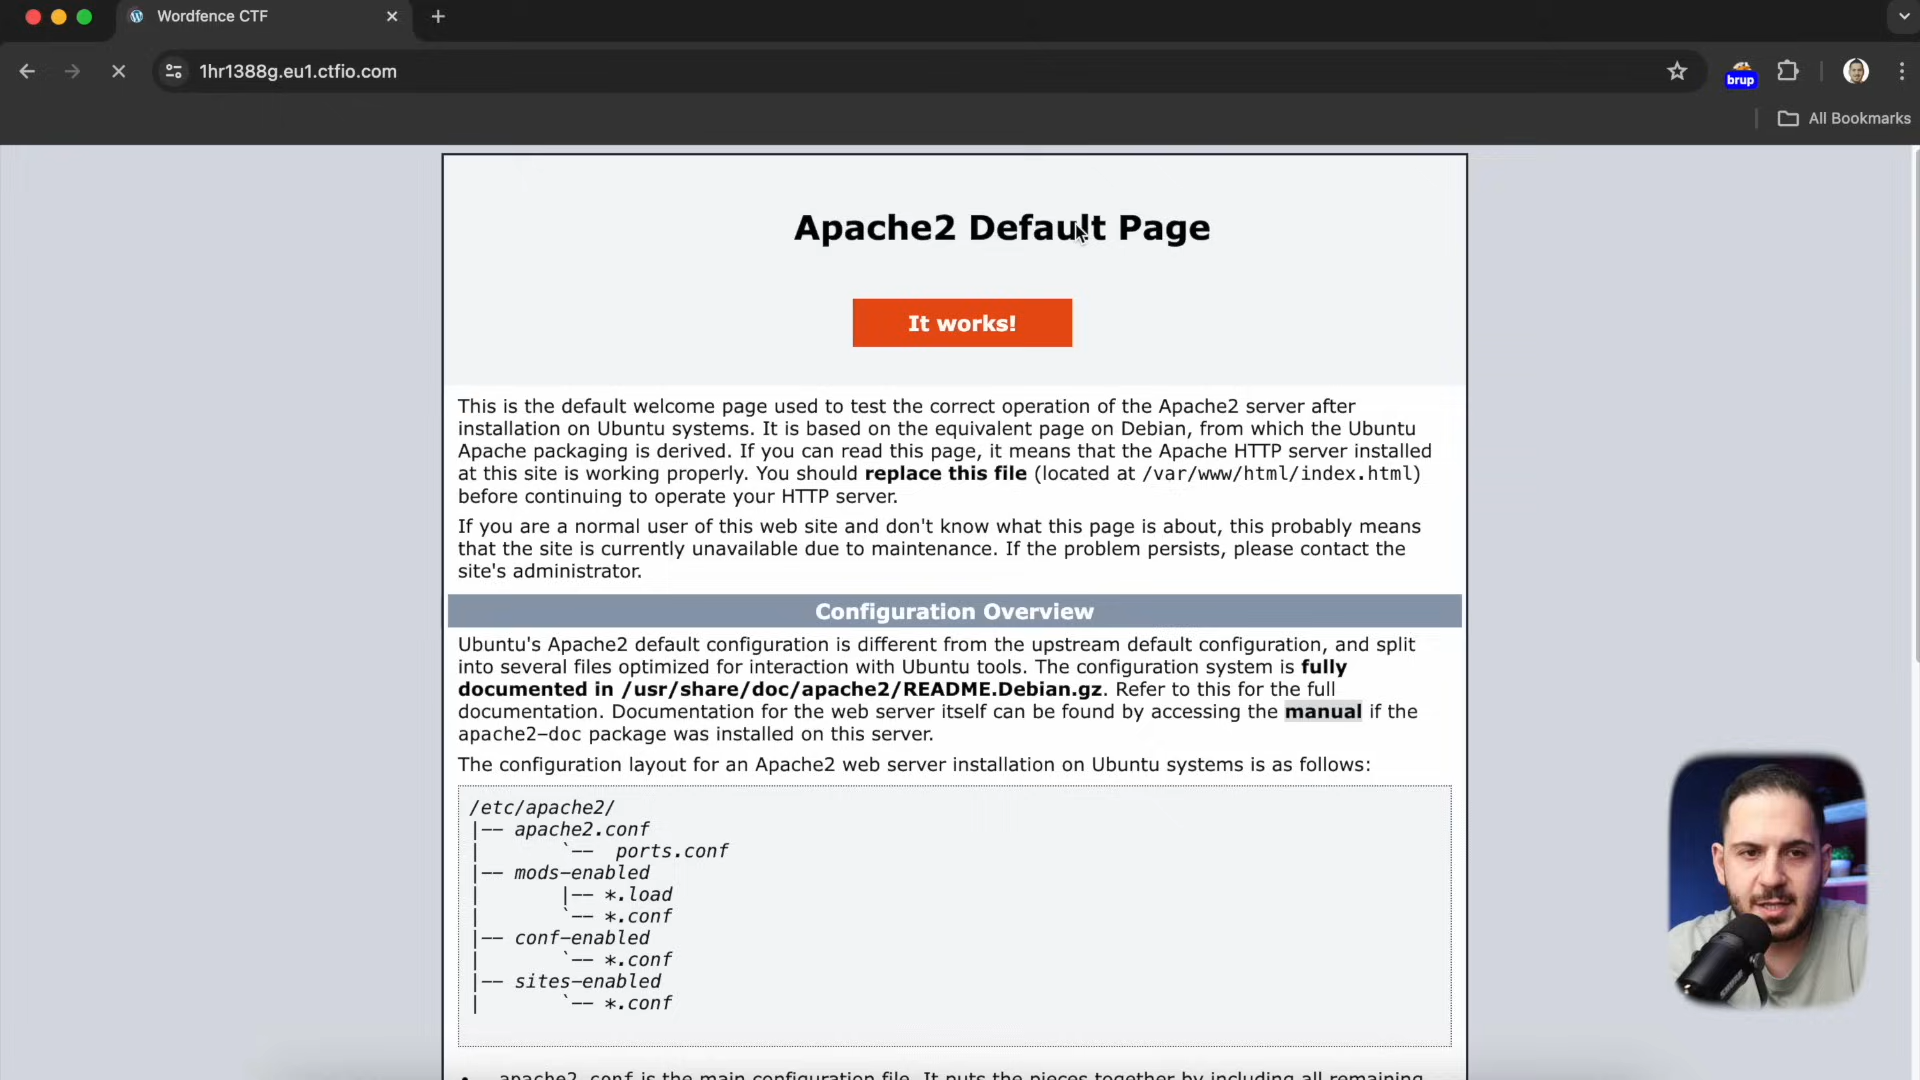 Wordfence CTF
1hr1388g.eu1.ctfio.com
brup
All Bookmarks
Apache2 Default Page
It works!
This is the default welcome page used to test the correct operation of the Apache2 server after
installation on Ubuntu systems. It is based on the equivalent page on Debian, from which the Ubuntu
Apache packaging is derived. If you can read this page, it means that the Apache HTTP server installed
at this site is working properly. You should replace this file (located at /var/www/html/index.html)
before continuing to operate your HTTP server.
If you are a normal user of this web site and don't know what this page is about, this probably means
that the site is currently unavailable due to maintenance. If the problem persists, please contact the
site's administrator.
Configuration Overview
Ubuntu's Apache2 default configuration is different from the upstream default configuration, and split
into several files optimized for interaction with Ubuntu tools. The configuration system is fully
documented in /usr/share/doc/apache2/README.Debian.gz. Refer to this for the full
documentation. Documentation for the web server itself can be found by accessing the manual if the
apache2-doc package was installed on this server.
The configuration layout for an Apache2 web server installation on Ubuntu systems is as follows:
/etc/apache2/
|-- apache2.conf
|       `--  ports.conf
|-- mods-enabled
|       |-- *.load
|       `-- *.conf
|-- conf-enabled
|       `-- *.conf
|-- sites-enabled
|       `-- *.conf
• apache2.conf is the main configuration file. It puts the pieces together by including all remaining